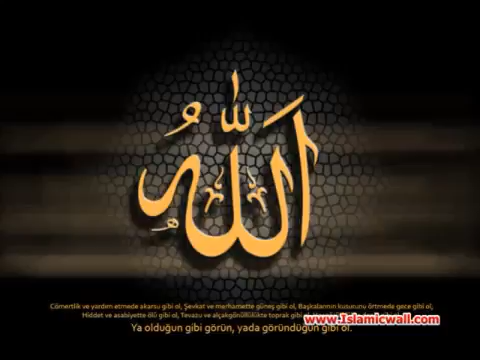 الله
Cömertlik ve yardım etmede akarsu gibi ol, Şevkat ve merhamette güneş gibi ol, Başkalarının kusurunu örtmede gece gibi ol,
Hiddet ve asabiyette ölü gibi ol, Tevazu ve alçakgönüllülükte toprak gibi
www.Islamicwall.com
Ya olduğun gibi görün, yada göründüğün gibi ol.